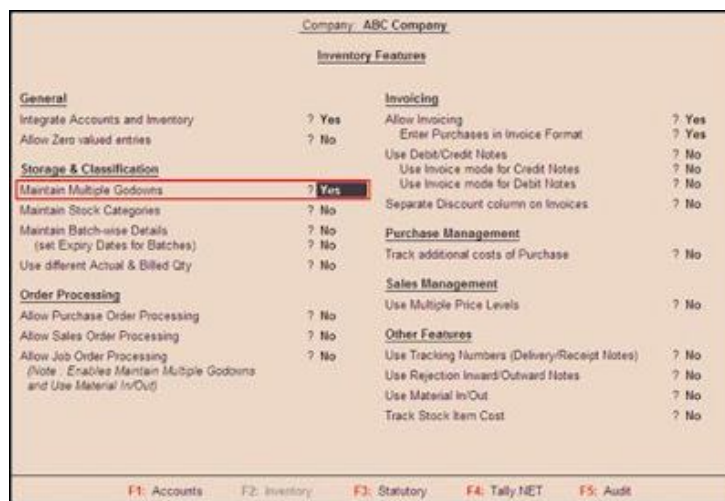 Company: ABC Company
Inventory Features
General
Integrate Accounts and Inventory ? Yes
Allow Zero valued entries ? No
Storage & Classification
Maintain Multiple Godowns ? Yes
Maintain Stock Categories ? No
Maintain Batch-wise Details ? No
(set Expiry Dates for Batches) ? No
Use different Actual & Billed Qty ? No
Order Processing
Allow Purchase Order Processing ? No
Allow Sales Order Processing ? No
Allow Job Order Processing ? No
(Note : Enables Maintain Multiple Godowns
and Use Material In/Out)
Invoicing
Allow Invoicing ? Yes
Enter Purchases in Invoice Format ? Yes
Use Debit/Credit Notes ? No
Use Invoice mode for Credit Notes ? No
Use Invoice mode for Debit Notes ? No
Separate Discount column on Invoices ? No
Purchase Management
Track additional costs of Purchase ? No
Sales Management
Use Multiple Price Levels ? No
Other Features
Use Tracking Numbers (Delivery/Receipt Notes) ? No
Use Rejection Inward/Outward Notes ? No
Use Material In/Out ? No
Track Stock Item Cost ? No
F1: Accounts F2: Inventory F3: Statutory F4: Tally.NET F5: Audit